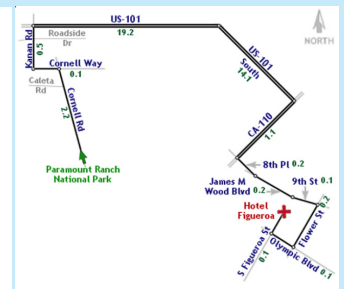 US-101
19.2
Roadside
Dr
Kanan Rd
0.5
NORTH
Cornell Way
0.1
Caleta
Rd
Cornell Rd
2.2
US-101
South
14.1
CA-110
1.1
Paramount Ranch
National Park
8th Pl 0.2
James M
Wood Blvd 0.2
9th St 0.1
Hotel
Figueroa
0.2
Flower St
S Figueroa St
0.1
Olympic Blvd 0.1